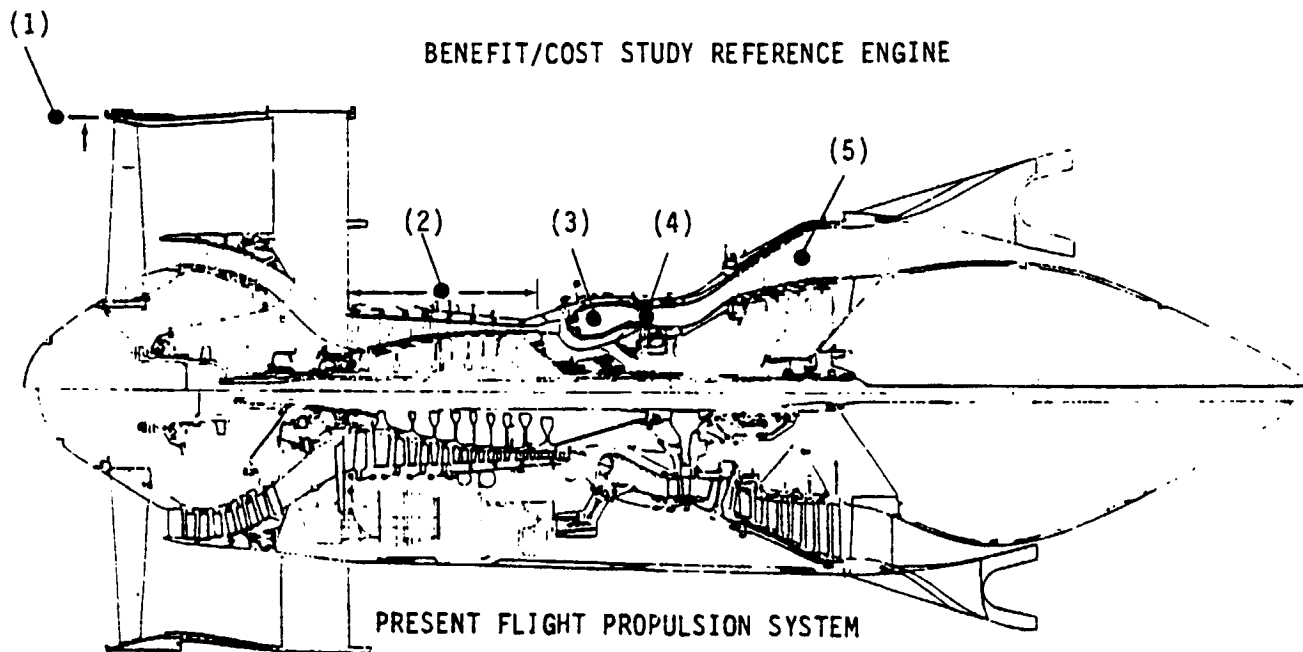 (1)
BENEFIT/COST STUDY REFERENCE ENGINE
(5)
(2) (3) (4)
PRESENT FLIGHT PROPULSION SYSTEM